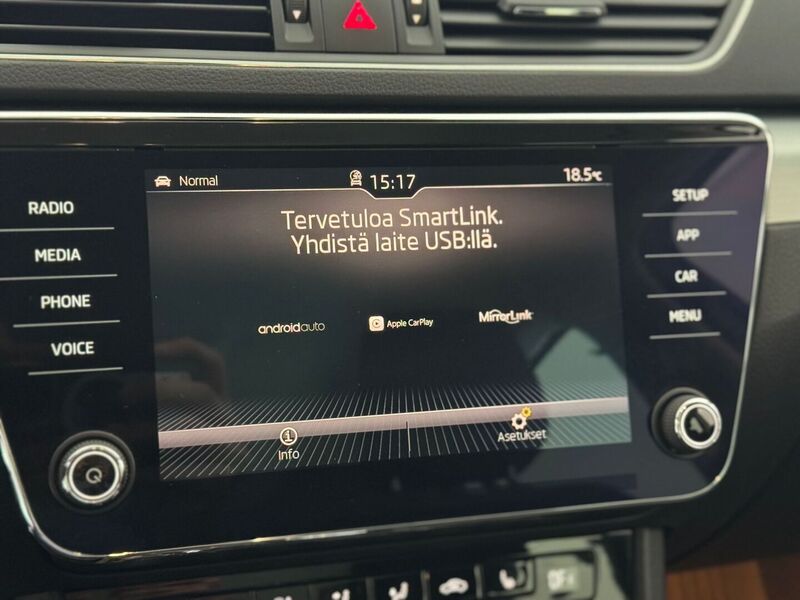 Normal
15:17
18.5°C
Tervetuloa SmartLink.
Yhdistä laite USB:llä.
androidauto
Apple CarPlay
MirrorLink
Info
Asetukset
RADIO
MEDIA
PHONE
VOICE
SETUP
APP
CAR
MENU
OFF